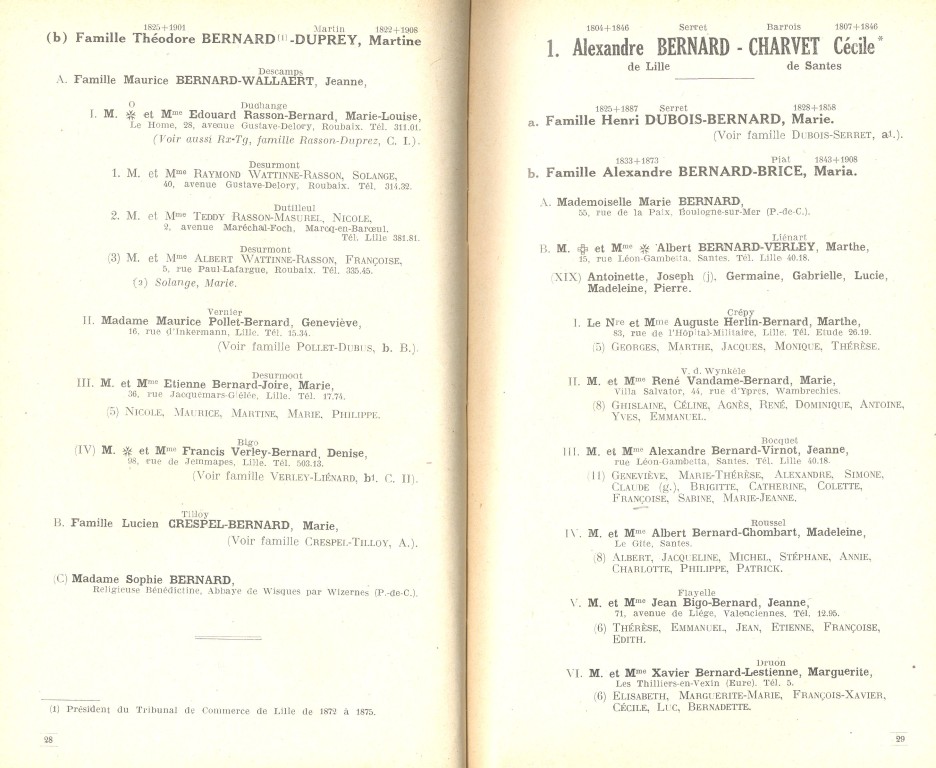 1825+1901 Martin 1822+1908
(b) Famille Théodore BERNARD(1)-DUPREY, Martine
Descamps
A. Famille Maurice BERNARD-WALLAERT, Jeanne,
O Duchange
I. M. ※ et Mme Edouard Rasson-Bernard, Marie-Louise,
Le Home, 28, avenue Gustave-Delory, Roubaix. Tél. 311.01.
(Voir aussi Rx-Tg, famille Rasson-Duprez, C. I.).
Desurmont
1. M. et Mme RAYMOND WATTINNE-RASSON, SOLANGE,
40, avenue Gustave-Delory, Roubaix. Tél. 314.32.
Dutilleul
2. M. et Mme TEDDY RASSON-MASUREL, NICOLE,
2, avenue Maréchal-Foch, Marcq-en-Barœul.
Tél. Lille 381.81.
Desurmont
(3) M. et Mme ALBERT WATTINNE-RASSON, FRANÇOISE,
5, rue Paul-Lafargue, Roubaix. Tél. 335.45.
(2) Solange, Marie.
Vernier
II. Madame Maurice Pollet-Bernard, Geneviève,
16, rue d'Inkermann, Lille. Tél. 15.34.
(Voir famille POLLET-DUBUS, b. B.).
Desurmont
III. M. et Mme Etienne Bernard-Joire, Marie,
36, rue Jacquemars-Giélée, Lille. Tél. 17.74.
(5) NICOLE, MAURICE, MARTINE, MARIE, PHILIPPE.
Bigo
(IV) M. ※ et Mme Francis Verley-Bernard, Denise,
98, rue de Jemmapes, Lille. Tél. 503.13.
(Voir famille VERLEY-LIÉNARD, b1. C. II).
Tilloy
B. Famille Lucien CRESPEL-BERNARD, Marie,
(Voir famille CRESPEL-TILLOY, A.).
(C) Madame Sophie BERNARD,
Religieuse Bénédictine, Abbaye de Wisques par Wizernes (P.-de-C.).
(1) Président du Tribunal de Commerce de Lille de 1872 à 1875.
28
1804+1846 Serret Barrois 1807+1846
1. Alexandre BERNARD - CHARVET Cécile*
de Lille de Santes
1825+1887 Serret 1828+1858
a. Famille Henri DUBOIS-BERNARD, Marie.
(Voir famille DUBOIS-SERRET, a1.).
1833+1873 Piat 1843+1908
b. Famille Alexandre BERNARD-BRICE, Maria.
A. Mademoiselle Marie BERNARD,
55, rue de la Paix, Boulogne-sur-Mer (P.-de-C.).
Liénart
B. M. ✠ et Mme ※ Albert BERNARD-VERLEY, Marthe,
15, rue Léon-Gambetta, Santes. Tél. Lille 40.18.
(XIX) Antoinette, Joseph (j). Germaine, Gabrielle, Lucie,
Madeleine, Pierre.
Crépy
I. Le Nre et Mme Auguste Herlin-Bernard, Marthe,
83, rue de l'Hôpital-Militaire, Lille. Tél. Etude 26.19.
(5) GEORGES, MARTHE, JACQUES, MONIQUE, THÉRÈSE.
V. d. Wynkèle
II. M. et Mme René Vandame-Bernard, Marie,
Villa Salvator, 44, rue d'Ypres, Wambrechies.
(8) GHISLAINE, CÉLINE, AGNÈS, RENÉ, DOMINIQUE, ANTOINE,
YVES, EMMANUEL.
Rocquet
III. M. et Mme Alexandre Bernard-Virnot, Jeanne,
rue Léon-Gambetta, Santes. Tél. Lille 40.18.
(11) GENEVIÈVE, MARIE-THÉRÈSE, ALEXANDRE, SIMONE,
CLAUDE (g.), BRIGITTE, CATHERINE, COLETTE,
FRANÇOISE, SABINE, MARIE-JEANNE.
Roussel
IV. M. et Mme Albert Bernard-Chombart, Madeleine,
Le Gîte, Santes.
(8) ALBERT, JACQUELINE, MICHEL, STÉPHANE, ANNIE,
CHARLOTTE, PHILIPPE, PATRICK.
Flayelle
V. M. et Mme Jean Bigo-Bernard, Jeanne,
71, avenue de Liége, Valenciennes. Tél. 12.95.
(6) THÉRÈSE, EMMANUEL, JEAN, ETIENNE, FRANÇOISE,
EDITH.
Druon
VI. M. et Mme Xavier Bernard-Lestienne, Marguerite,
Les Thilliers-en-Vexin (Eure). Tél. 5.
(6) ELISABETH, MARGUERITE-MARIE, FRANÇOIS-XAVIER,
CÉCILE, LUC, BERNADETTE.
29